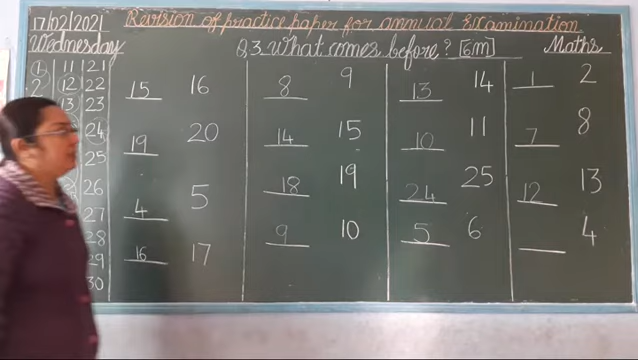 17/02/2021 Revision of practice paper for annual Examination
Wednesday Q.3. What comes before? [6m] Maths
1 11 21
2 12 22
13 23
24
25
26
27
28
29
30
15 16 8 9 13 14 1 2
19 20 14 15 10 11 7 8
4 5 18 19 24 25 12 13
16 17 9 10 5 6 ___ 4